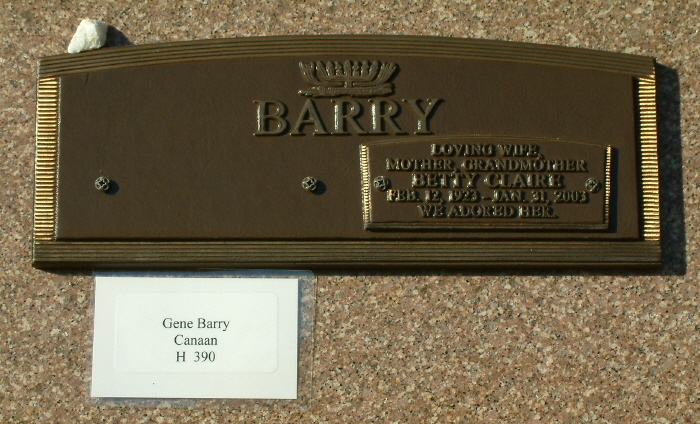 BARRY
LOVING WIFE,
MOTHER, GRANDMOTHER
BETTY CLAIRE
FEB. 12, 1923 - JAN. 31, 2003
WE ADORED HER.
Gene Barry
Canaan
H 390